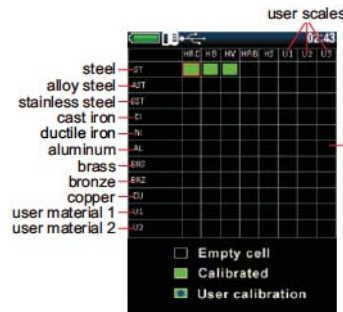 user scales
02:43
HRC HB HV HRB HS U1 U2 U3
steel ST
alloy steel AST
stainless steel SST
cast iron CI
ductile iron NI
aluminum AL
brass BRS
bronze BRZ
copper CU
user material 1 U1
user material 2 U2
Empty cell
Calibrated
User calibration